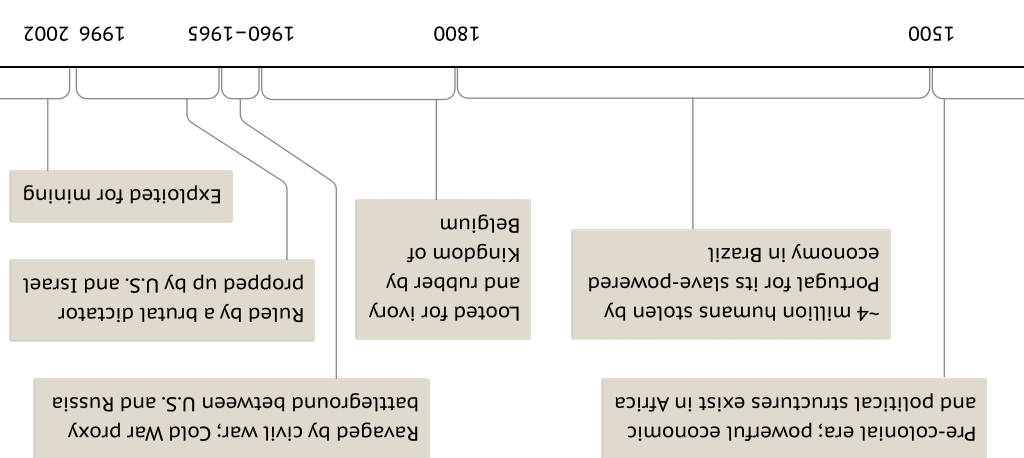 Pre-colonial era; powerful economic
and political structures exist in Africa
Ravaged by civil war; Cold War proxy
battleground between U.S. and Russia
~4 million humans stolen by
Portugal for its slave-powered
economy in Brazil
Looted for ivory
and rubber by
Kingdom of
Belgium
Ruled by a brutal dictator
propped up by U.S. and Israel
Exploited for mining
1500
1800
1960–1965
1996
2002